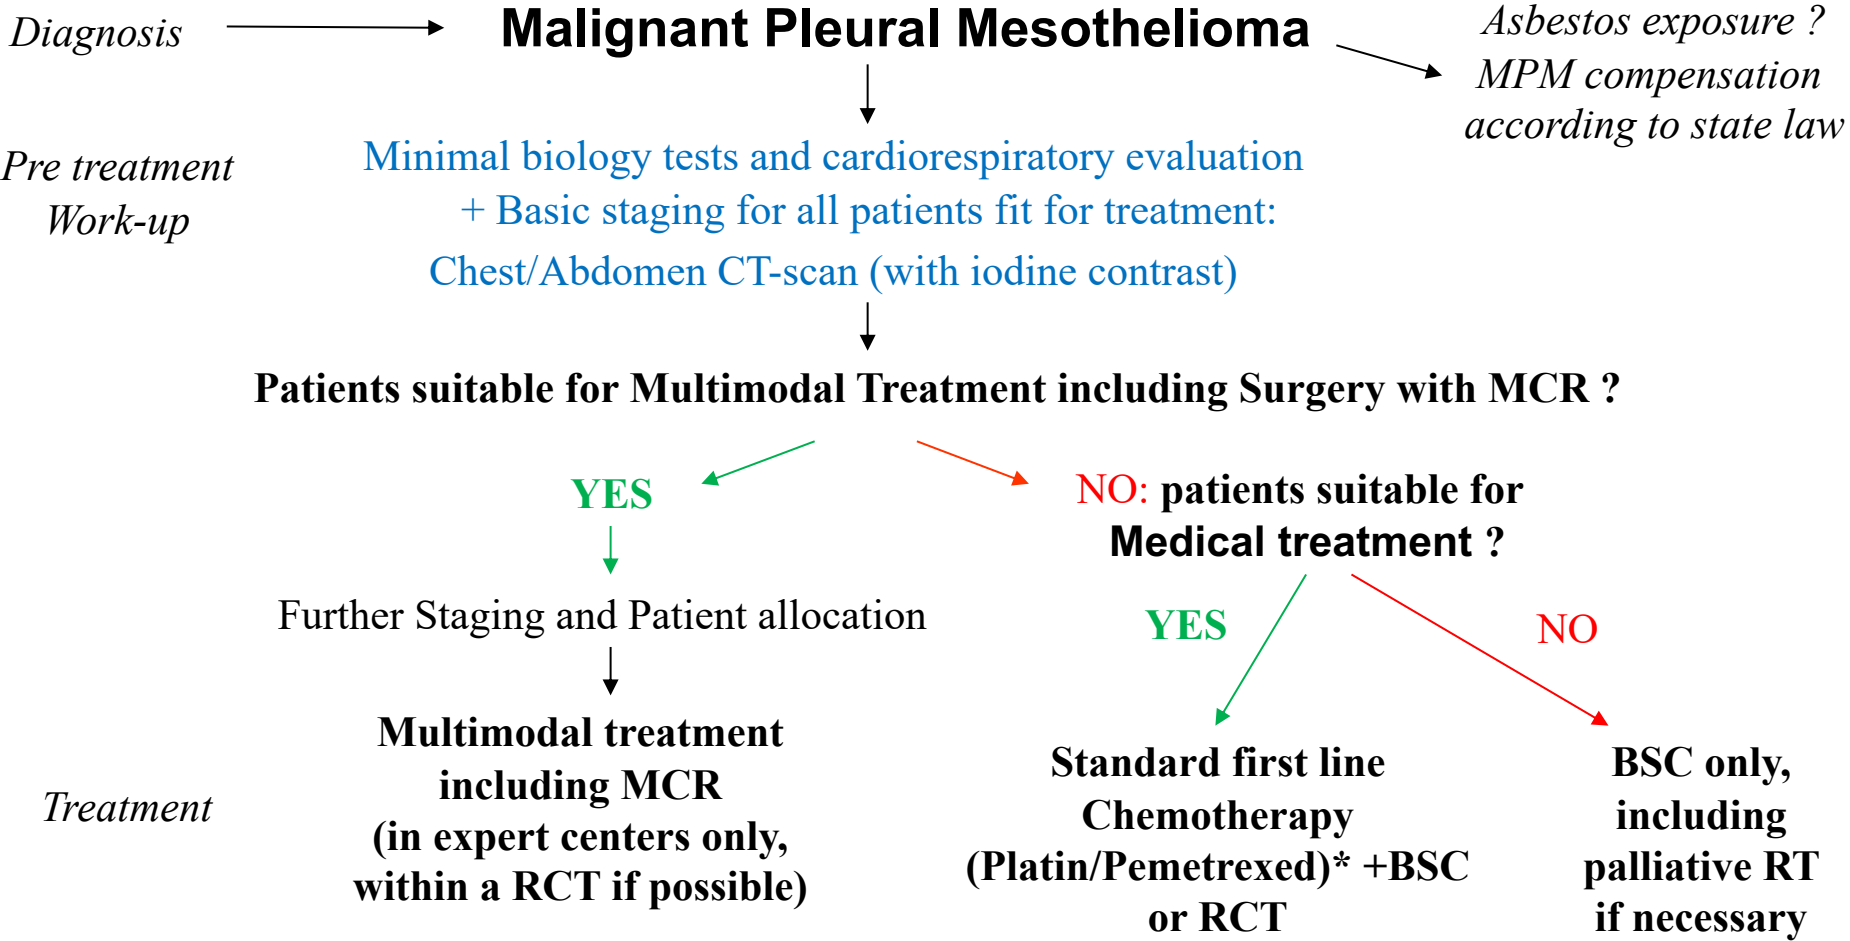 Diagnosis
Malignant Pleural Mesothelioma
Asbestos exposure ?
MPM compensation
according to state law
Pre treatment
Work-up
Minimal biology tests and cardiorespiratory evaluation
+ Basic staging for all patients fit for treatment:
Chest/Abdomen CT-scan (with iodine contrast)
Patients suitable for Multimodal Treatment including Surgery with MCR ?
YES
NO: patients suitable for
Medical treatment ?
Further Staging and Patient allocation
YES
NO
Treatment
Multimodal treatment
including MCR
(in expert centers only,
within a RCT if possible)
Standard first line
Chemotherapy
(Platin/Pemetrexed)* +BSC
or RCT
BSC only,
including
palliative RT
if necessary